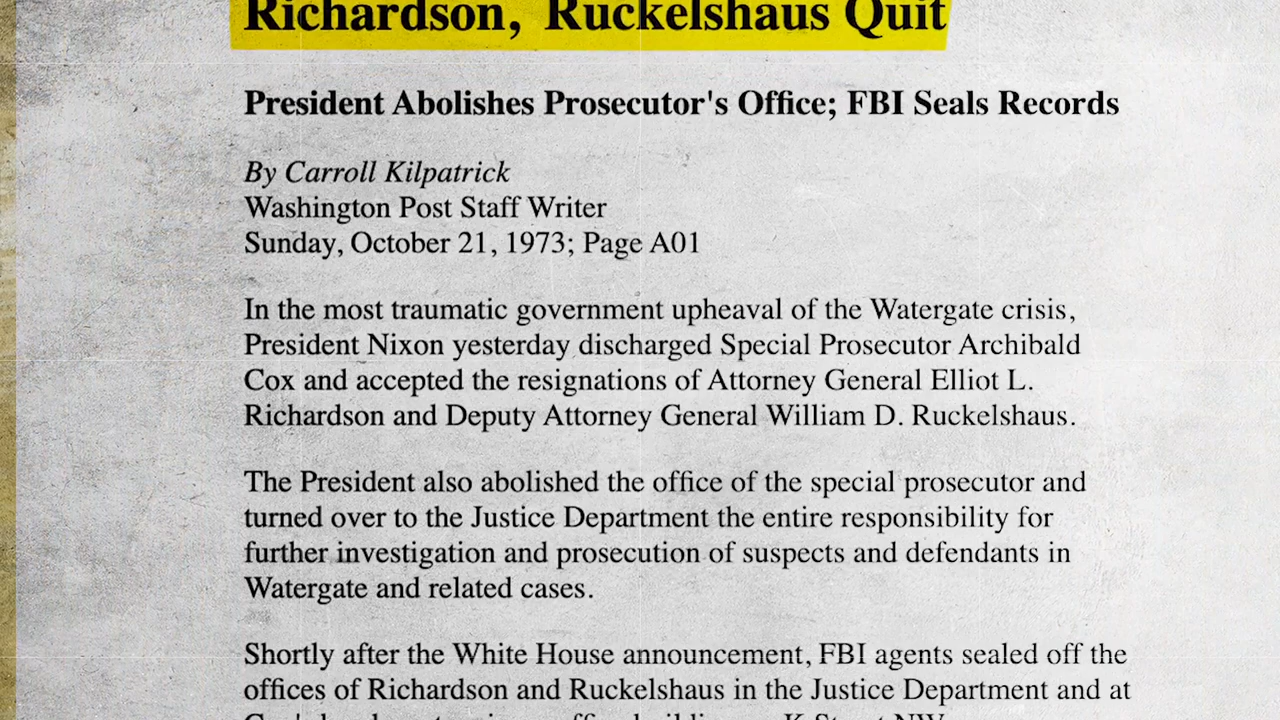 Richardson, Ruckelshaus Quit
President Abolishes Prosecutor's Office; FBI Seals Records
By Carroll Kilpatrick
Washington Post Staff Writer
Sunday, October 21, 1973; Page A01
In the most traumatic government upheaval of the Watergate crisis,
President Nixon yesterday discharged Special Prosecutor Archibald
Cox and accepted the resignations of Attorney General Elliot L.
Richardson and Deputy Attorney General William D. Ruckelshaus.
The President also abolished the office of the special prosecutor and
turned over to the Justice Department the entire responsibility for
further investigation and prosecution of suspects and defendants in
Watergate and related cases.
Shortly after the White House announcement, FBI agents sealed off the
offices of Richardson and Ruckelshaus in the Justice Department and at